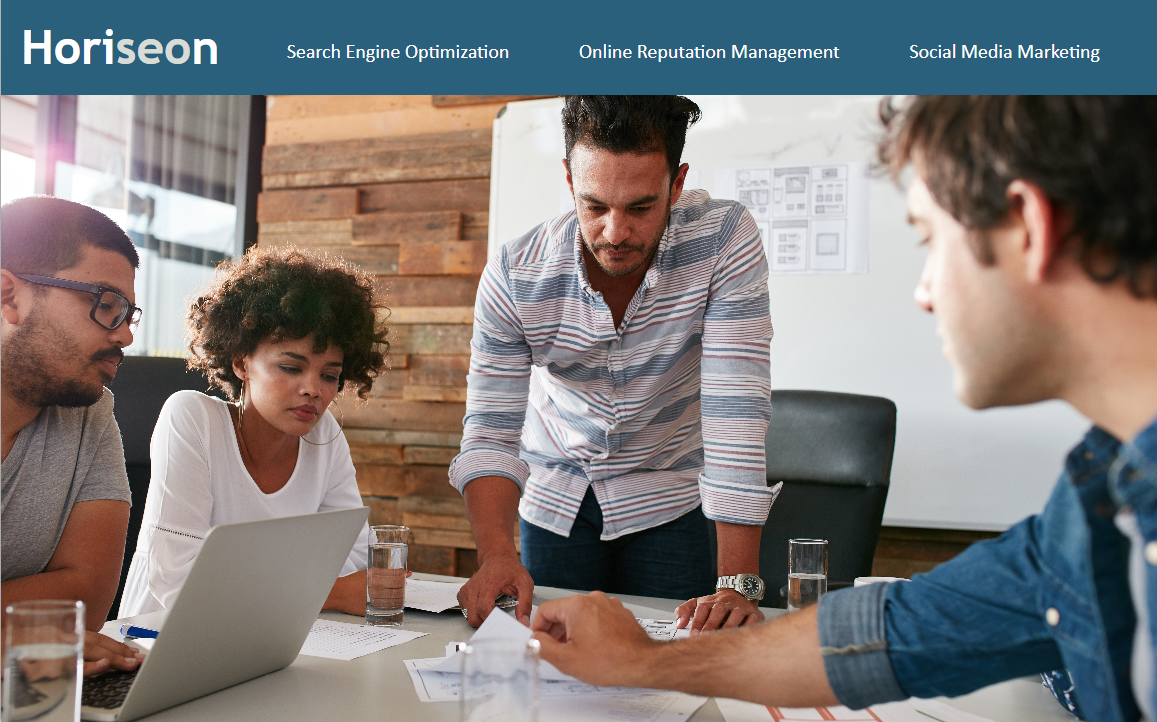 Horiseon
Search Engine Optimization
Online Reputation Management
Social Media Marketing